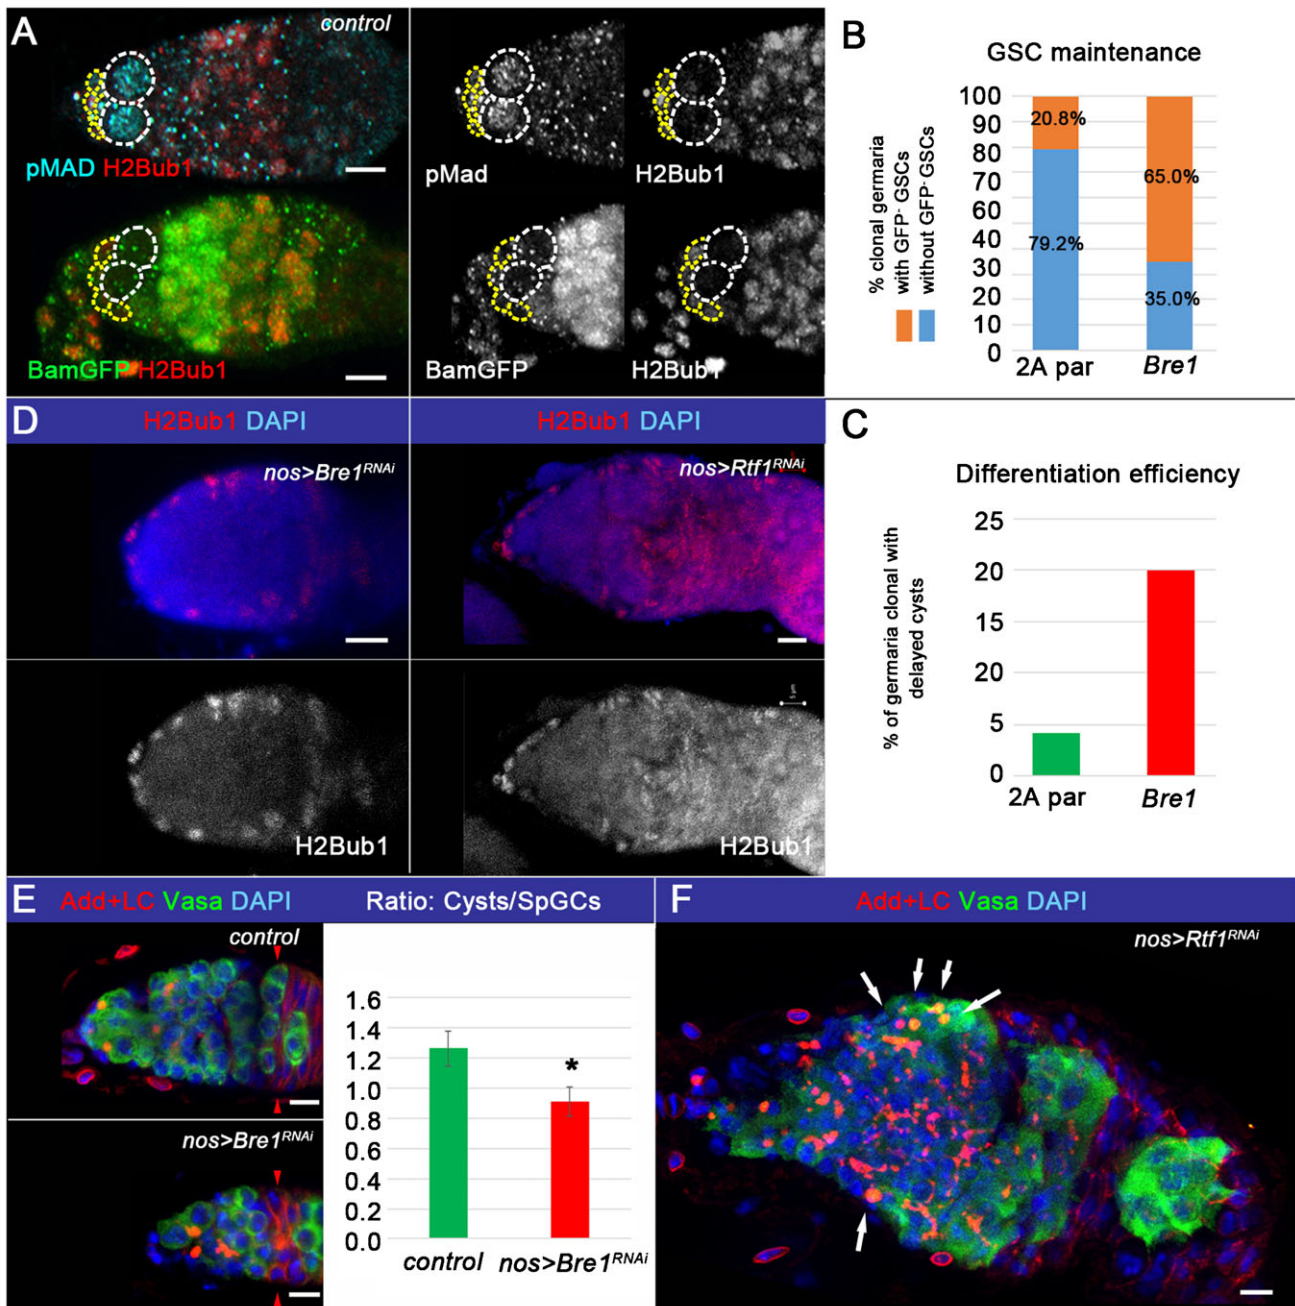 A
control
pMAD H2Bub1
pMad
H2Bub1
BamGFP H2Bub1
BamGFP
H2Bub1
B
GSC maintenance
% clonal germaria
with GFP- GSCs
without GFP- GSCs
100
90
80
70
60
50
40
30
20
10
0
20.8%
79.2%
65.0%
35.0%
2A par
Bre1
D
H2Bub1 DAPI
nos>Bre1RNAi
H2Bub1 DAPI
nos>Rtf1RNAi
H2Bub1
5 µm
H2Bub1
C
Differentiation efficiency
% of germaria clonal with
delayed cysts
25
20
15
20
5
0
2A par
Bre1
E
Add+LC Vasa DAPI
control
nos>Bre1RNAi
Ratio: Cysts/SpGCs
1.6
1.4
1.2
1.0
0.8
0.6
0.4
0.2
0.0
*
control
nos>Bre1RNAi
F
Add+LC Vasa DAPI
nos>Rtf1RNAi